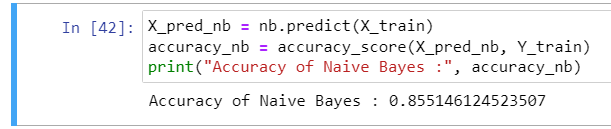 In [42]: X_pred_nb = nb.predict(X_train)
accuracy_nb = accuracy_score(X_pred_nb, Y_train)
print("Accuracy of Naive Bayes :", accuracy_nb)
Accuracy of Naive Bayes : 0.855146124523507